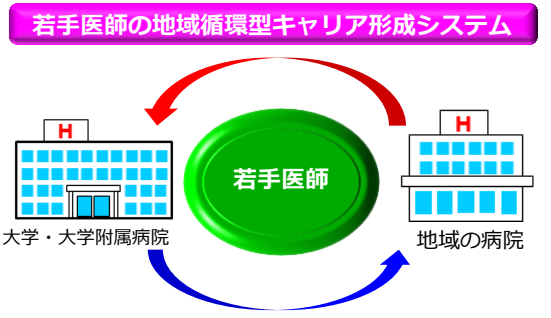 若手医師の地域循環型キャリア形成システム
H
H
若手医師
大学・大学附属病院
地域の病院